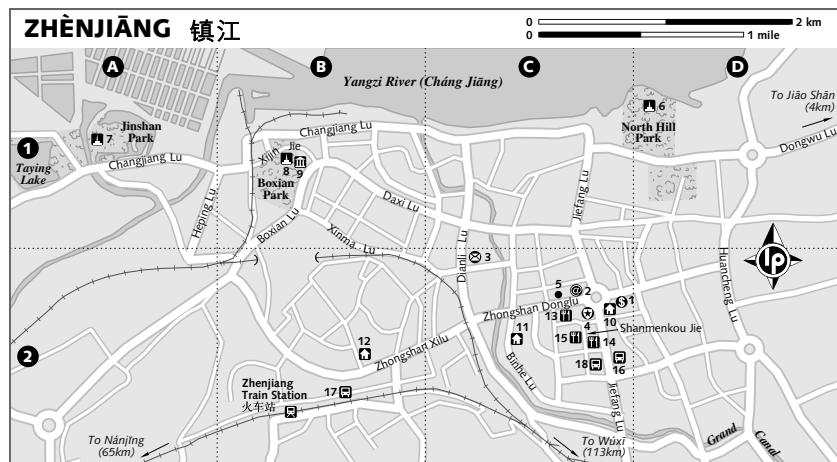 ZHÈNJIĀNG 镇江
0 2 km
0 1 mile
A
B
C
D
Yangzi River (Cháng Jiāng)
To Jiāo Shān
(4km)
6
North Hill
Park
Dongwu Lu
1
Jinshan
Park
7
Taying
Lake
Changjiang Lu
Changjiang Lu
Xijin Jie
8
9
Boxian
Park
Heping Lu
Boxian Lu
Daxi Lu
Xinma Lu
Jiefang Lu
Dianli Lu
3
Huancheng Lu
lp
2
5
@ 2
$ 1
Zhongshan Donglu
13
4
10
Shanmenkou Jie
11
12
15
14
Zhongshan Xilu
18
16
Binhe Lu
Jiefang Lu
Zhenjiang
Train Station
火车站
17
To Nánjīng
(65km)
To Wúxī
(113km)
Grand Canal